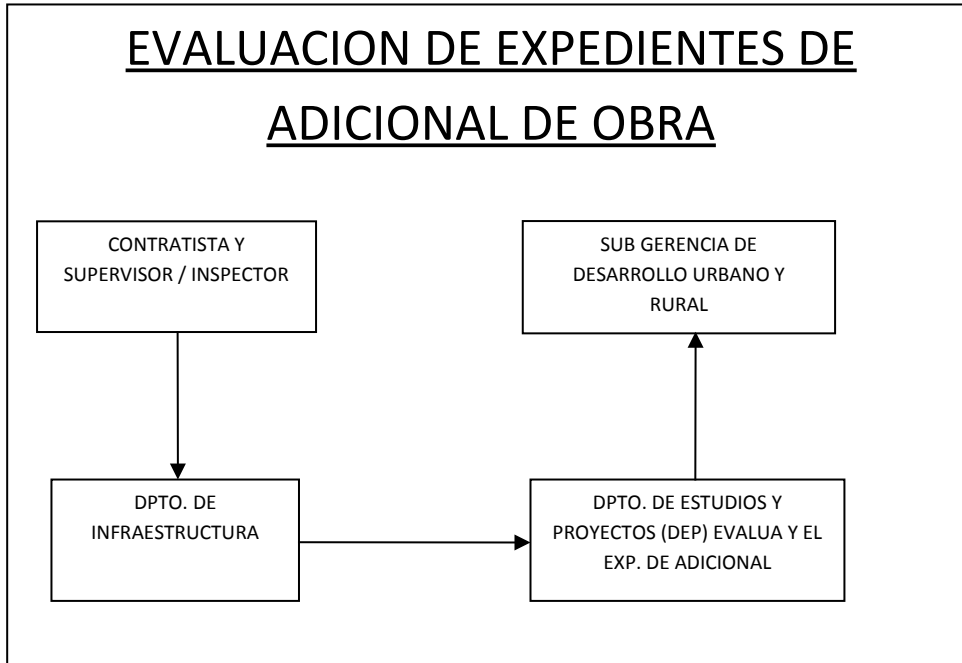 EVALUACION DE EXPEDIENTES DE
ADICIONAL DE OBRA
CONTRATISTA Y
SUPERVISOR / INSPECTOR
SUB GERENCIA DE
DESARROLLO URBANO Y
RURAL
DPTO. DE
INFRAESTRUCTURA
DPTO. DE ESTUDIOS Y
PROYECTOS (DEP) EVALUA Y EL
EXP. DE ADICIONAL